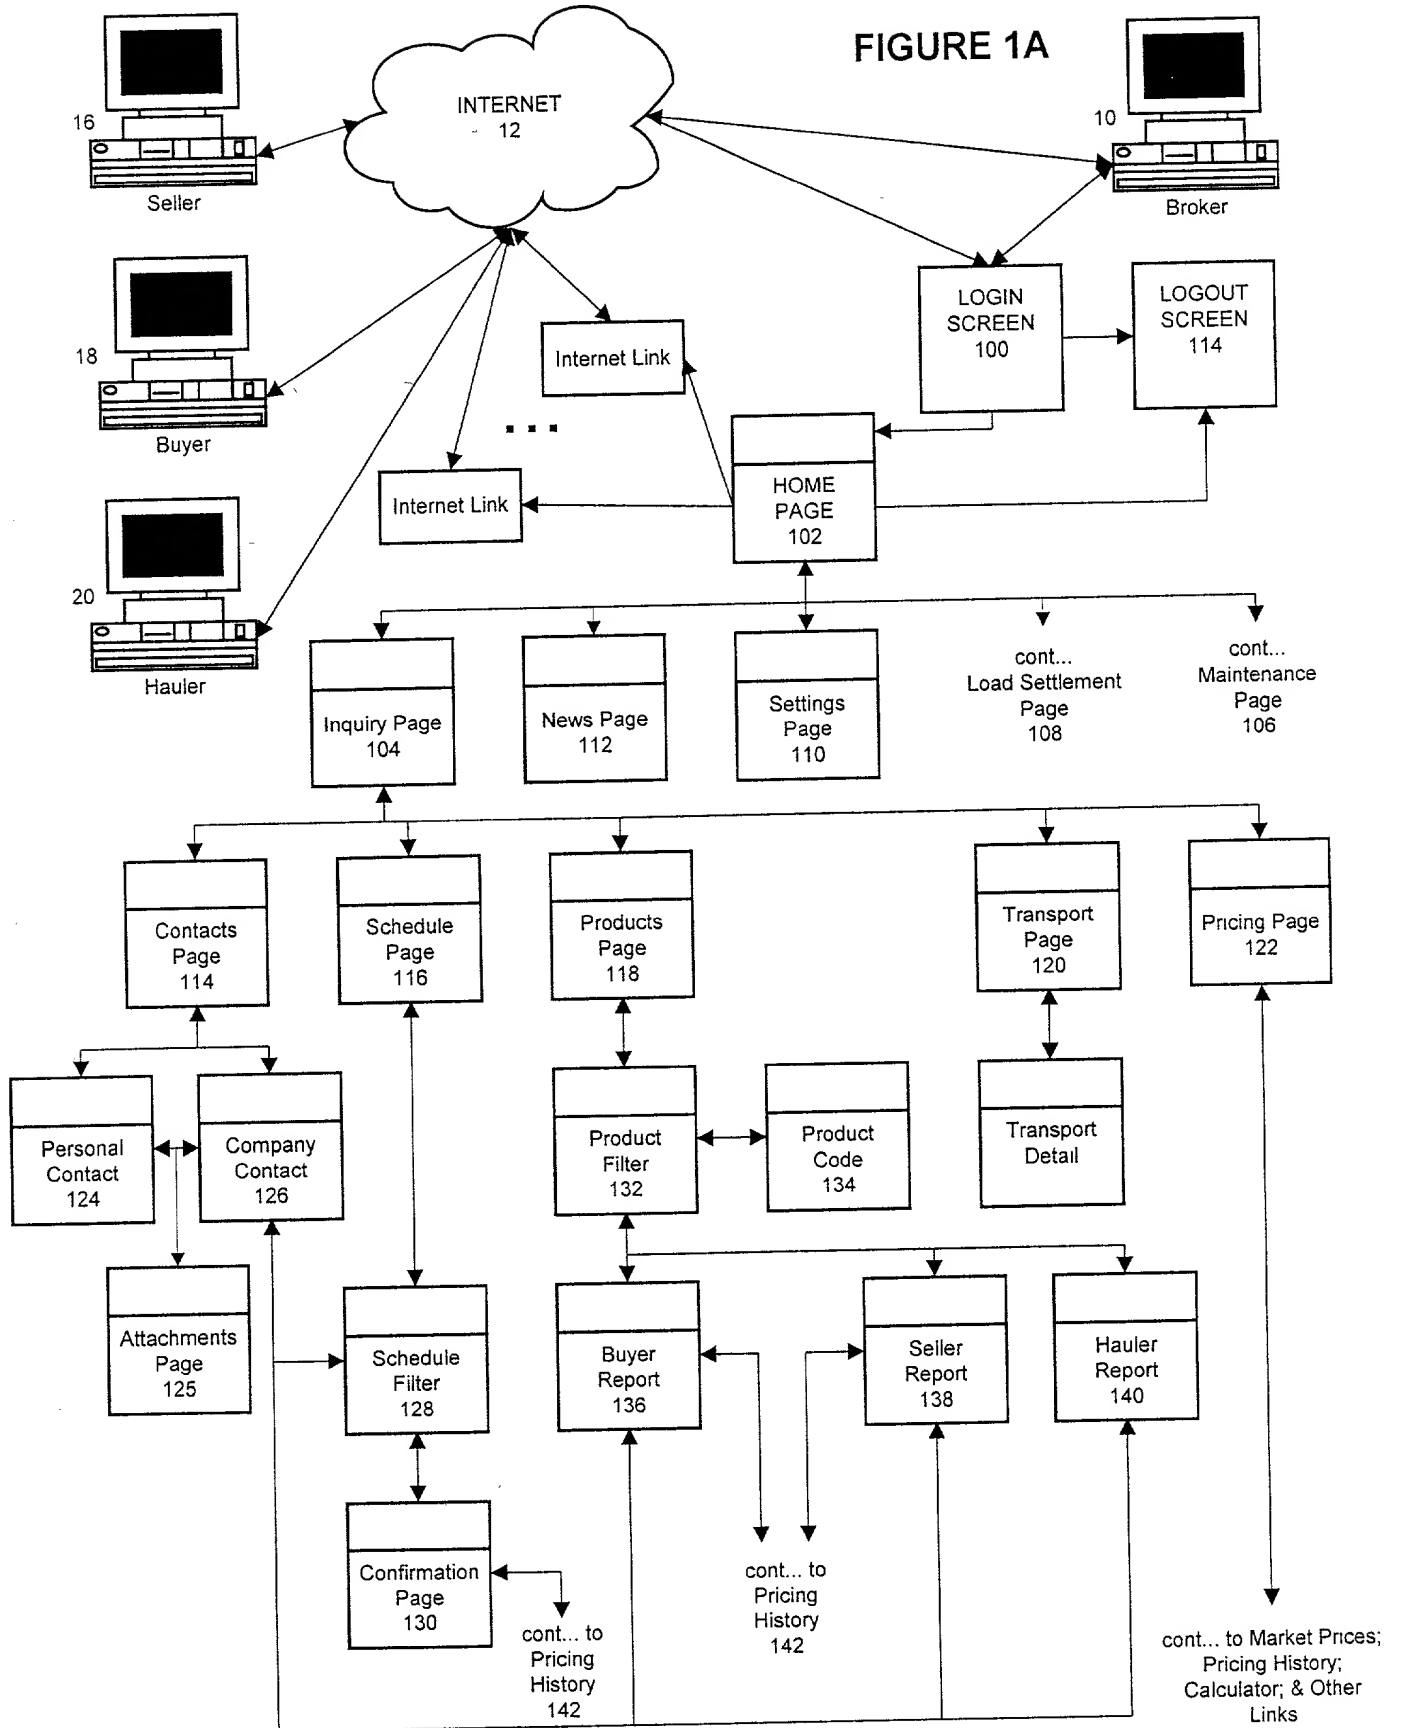 FIGURE 1A
INTERNET
12
16
Seller
10
Broker
18
Buyer
20
Hauler
LOGIN
SCREEN
100
LOGOUT
SCREEN
114
Internet Link
...
Internet Link
HOME
PAGE
102
Inquiry Page
104
News Page
112
Settings
Page
110
cont...
Load Settlement
Page
108
cont...
Maintenance
Page
106
Contacts
Page
114
Schedule
Page
116
Products
Page
118
Transport
Page
120
Pricing Page
122
Personal
Contact
124
Company
Contact
126
Product
Filter
132
Product
Code
134
Transport
Detail
Attachments
Page
125
Schedule
Filter
128
Buyer
Report
136
Seller
Report
138
Hauler
Report
140
Confirmation
Page
130
cont... to
Pricing
History
142
cont... to
Pricing
History
142
cont... to Market Prices;
Pricing History;
Calculator; & Other
Links